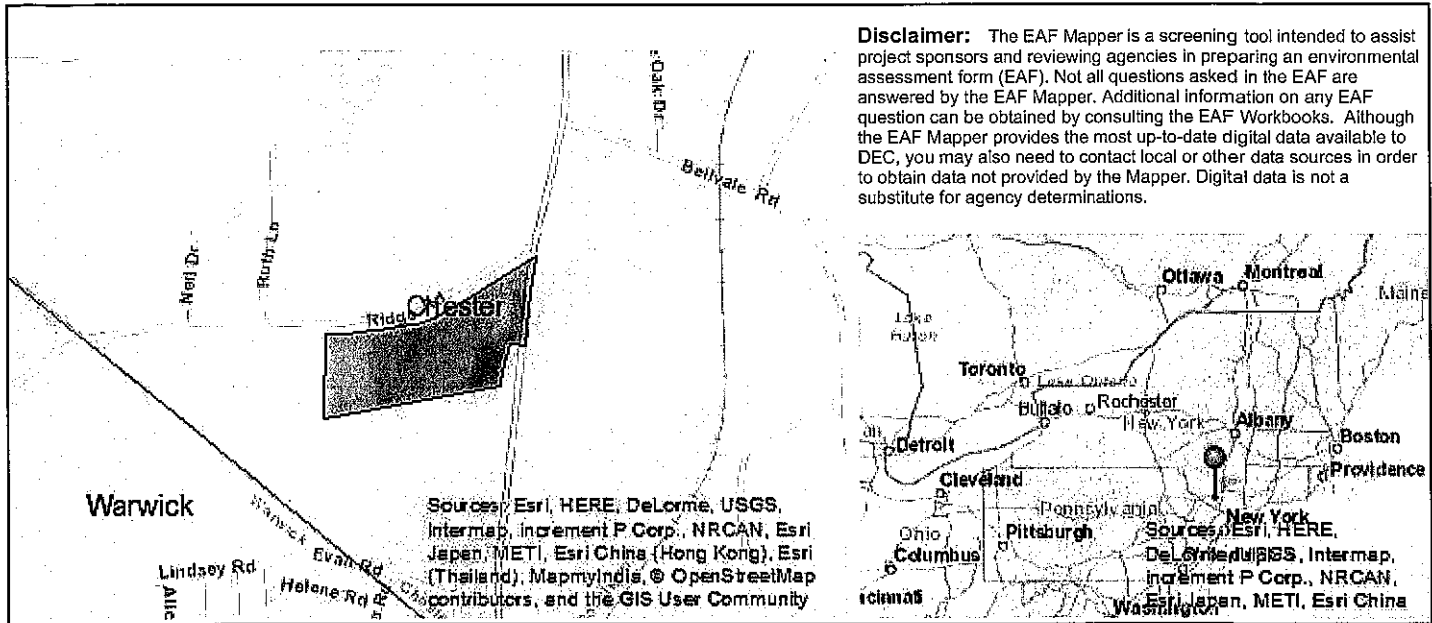 Disclaimer: The EAF Mapper is a screening tool intended to assist
project sponsors and reviewing agencies in preparing an environmental
assessment form (EAF). Not all questions asked in the EAF are
answered by the EAF Mapper. Additional information on any EAF
question can be obtained by consulting the EAF Workbooks. Although
the EAF Mapper provides the most up-to-date digital data available to
DEC, you may also need to contact local or other data sources in order
to obtain data not provided by the Mapper. Digital data is not a
substitute for agency determinations.
Oak Dr
Bellvale Rd
Neil Dr
Ruth Ln
Chester
Warwick
Warwick
Evan Rd
Lindsey Rd
Helene Rd
Sources: Esri, HERE, DeLorme, USGS,
Intermap, increment P Corp., NRCAN, Esri
Japan, METI, Esri China (Hong Kong), Esri
(Thailand), MapmyIndia, © OpenStreetMap
contributors, and the GIS User Community
Ottawa
Montreal
Maine
Toronto
Lake Ontario
Buffalo
Rochester
New York
Albany
Boston
Detroit
Providence
Cleveland
Pennsylvania
New York
Ohio
Pittsburgh
Columbus
Washington
Sources: Esri, HERE,
DeLorme, USGS, Intermap,
increment P Corp., NRCAN,
Esri Japan, METI, Esri China